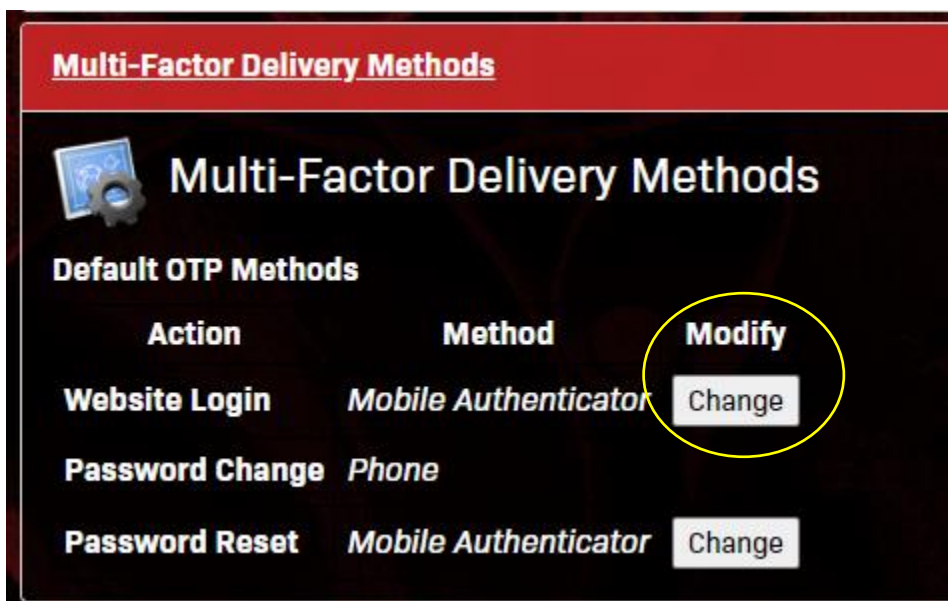 Multi-Factor Delivery Methods
Multi-Factor Delivery Methods
Default OTP Methods
Action Method Modify
Website Login Mobile Authenticator Change
Password Change Phone
Password Reset Mobile Authenticator Change